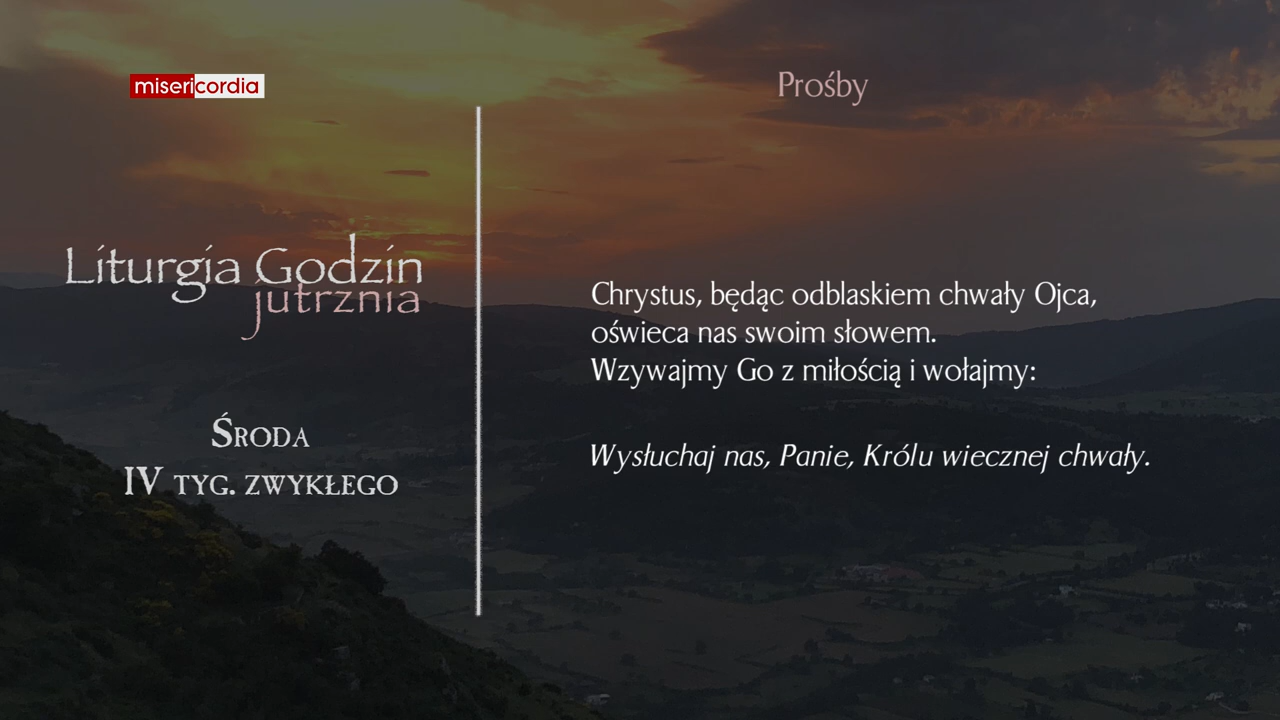 misericordia
Liturgia Godzin
jutrznia
Środa
IV tyg. zwykłego
Prośby
Chrystus, będąc odblaskiem chwały Ojca,
oświeca nas swoim słowem.
Wzywajmy Go z miłością i wołajmy:
Wysłuchaj nas, Panie, Królu wiecznej chwały.